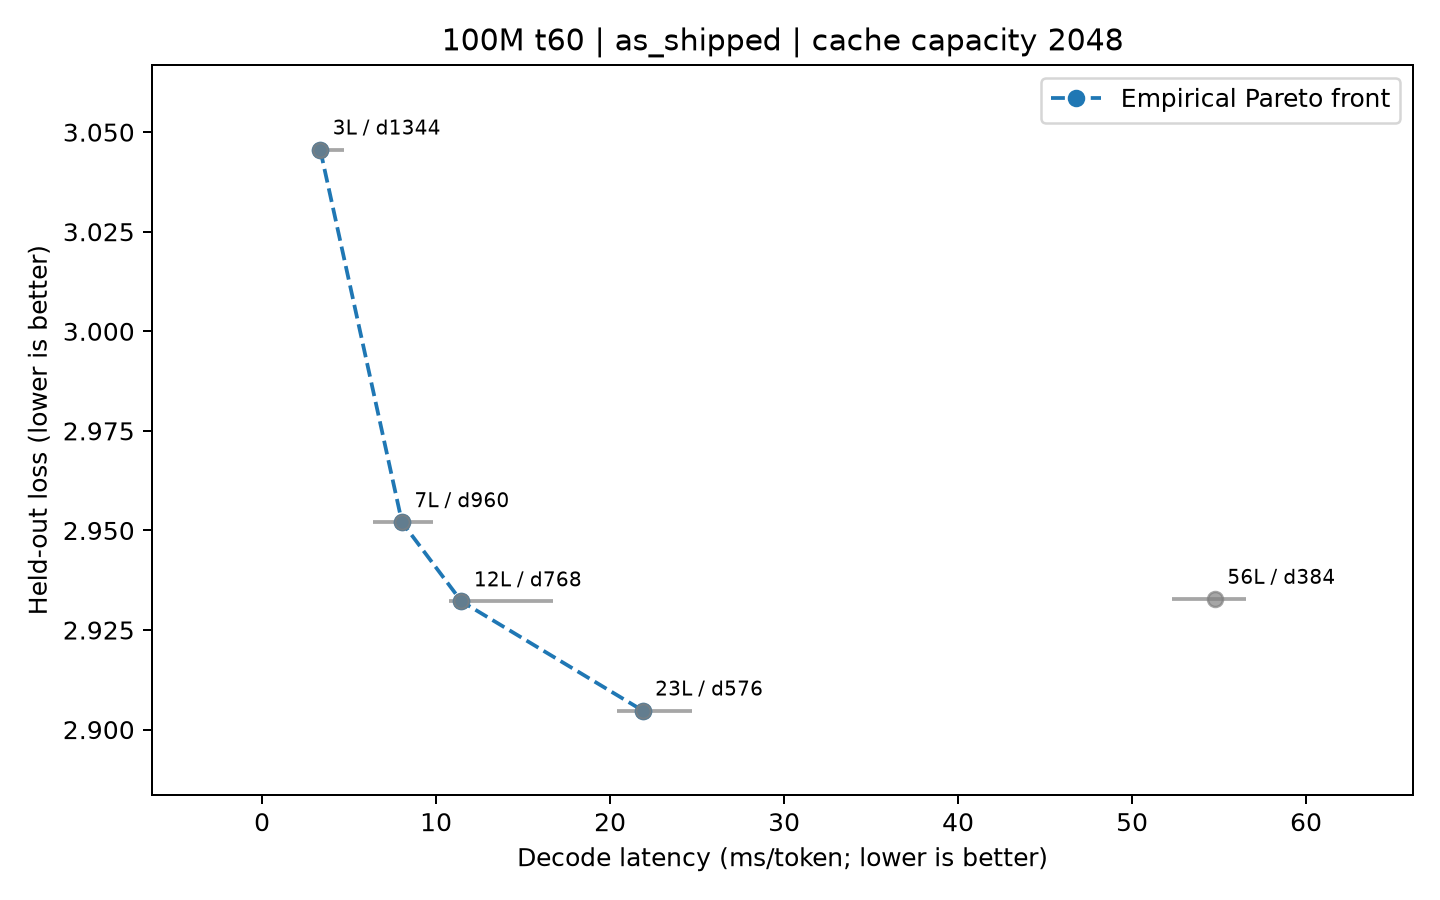 100M t60 | as_shipped | cache capacity 2048
Empirical Pareto front
3L / d1344
7L / d960
12L / d768
56L / d384
23L / d576
Held-out loss (lower is better)
3.050
3.025
3.000
2.975
2.950
2.925
2.900
0 10 20 30 40 50 60
Decode latency (ms/token; lower is better)